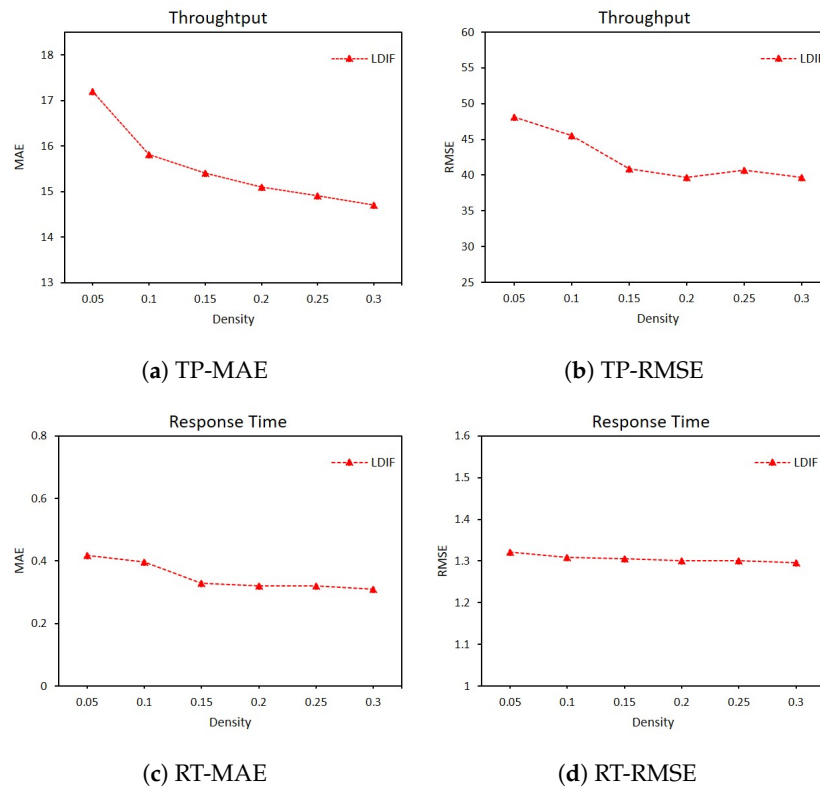 Throughtput
18
17
16
15
14
13
MAE
LDIF
0.05 0.1 0.15 0.2 0.25 0.3
Density
(a) TP-MAE
Throughput
60
55
50
45
40
35
30
25
RMSE
LDIF
0.05 0.1 0.15 0.2 0.25 0.3
Density
(b) TP-RMSE
Response Time
0.8
0.6
0.4
0.2
0
MAE
LDIF
0.05 0.1 0.15 0.2 0.25 0.3
Density
(c) RT-MAE
Response Time
1.6
1.5
1.4
1.3
1.2
1.1
1
RMSE
LDIF
0.05 0.1 0.15 0.2 0.25 0.3
Density
(d) RT-RMSE